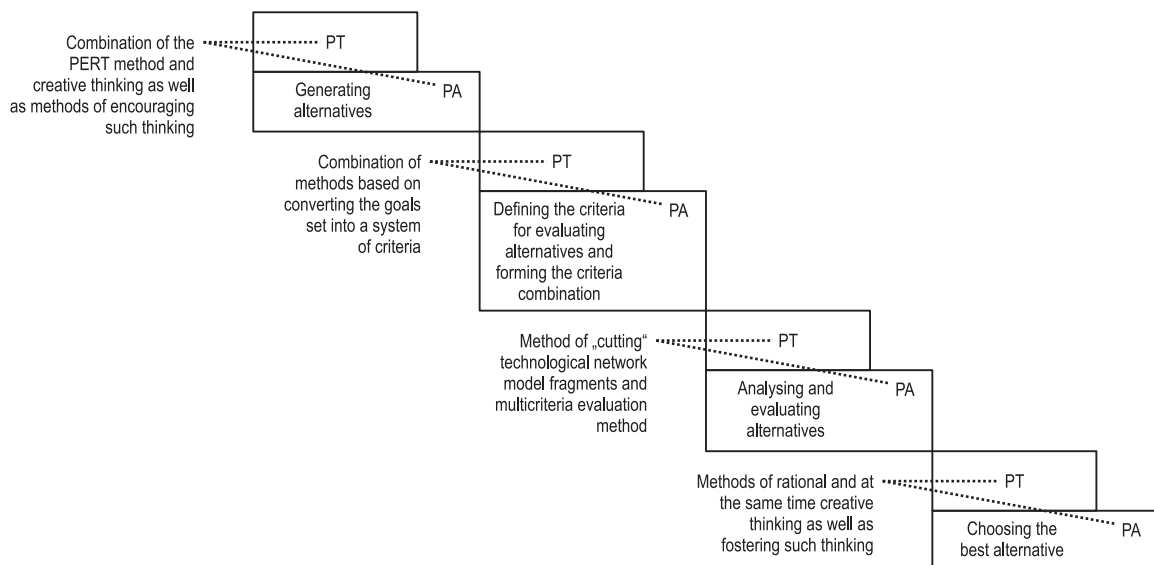 Combination of the
PERT method and
creative thinking as well
as methods of encouraging
such thinking
PT
PA
Generating
alternatives
Combination of
methods based on
converting the goals
set into a system
of criteria
PT
PA
Defining the criteria
for evaluating
alternatives and
forming the criteria
combination
Method of „cutting“
technological network
model fragments and
multicriteria evaluation
method
PT
PA
Analysing and
evaluating
alternatives
Methods of rational and at
the same time creative
thinking as well as
fostering such thinking
PT
PA
Choosing the
best alternative